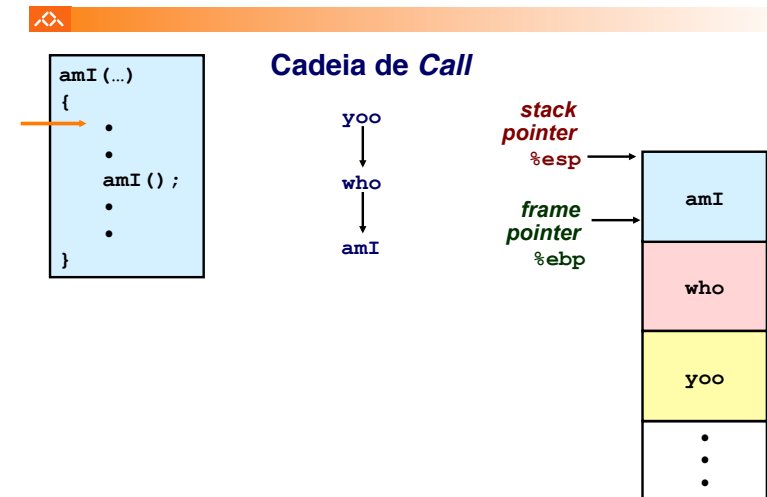 Cadeia de Call
amI(…)
{
•
•
amI();
•
•
}
yoo
who
amI
stack
pointer
%esp
frame
pointer
%ebp
amI
who
yoo
•
•
•